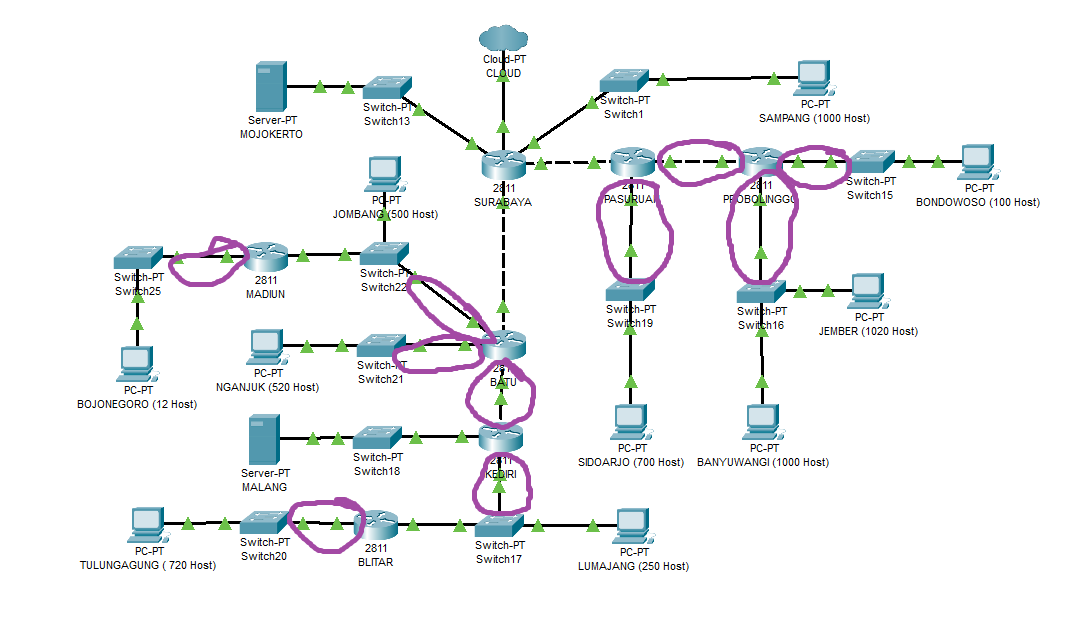 Cloud-PT
CLOUD
Server-PT
MOJOKERTO
Switch-PT
Switch13
Switch-PT
Switch1
PC-PT
SAMPANG (1000 Host)
2811
SURABAYA
2811
PASURUAN
2811
PROBOLINGGO
Switch-PT
Switch15
PC-PT
BONDOWOSO (100 Host)
PC-PT
JOMBANG (500 Host)
Switch-PT
Switch25
2811
MADIUN
Switch-PT
Switch22
Switch-PT
Switch19
Switch-PT
Switch16
PC-PT
JEMBER (1020 Host)
PC-PT
BOJONEGORO (12 Host)
PC-PT
NGANJUK (520 Host)
Switch-PT
Switch21
2811
BATU
Server-PT
MALANG
Switch-PT
Switch18
2811
KEDIRI
PC-PT
SIDOARJO (700 Host)
PC-PT
BANYUWANGI (1000 Host)
PC-PT
TULUNGAGUNG ( 720 Host)
Switch-PT
Switch20
2811
BLITAR
Switch-PT
Switch17
PC-PT
LUMAJANG (250 Host)